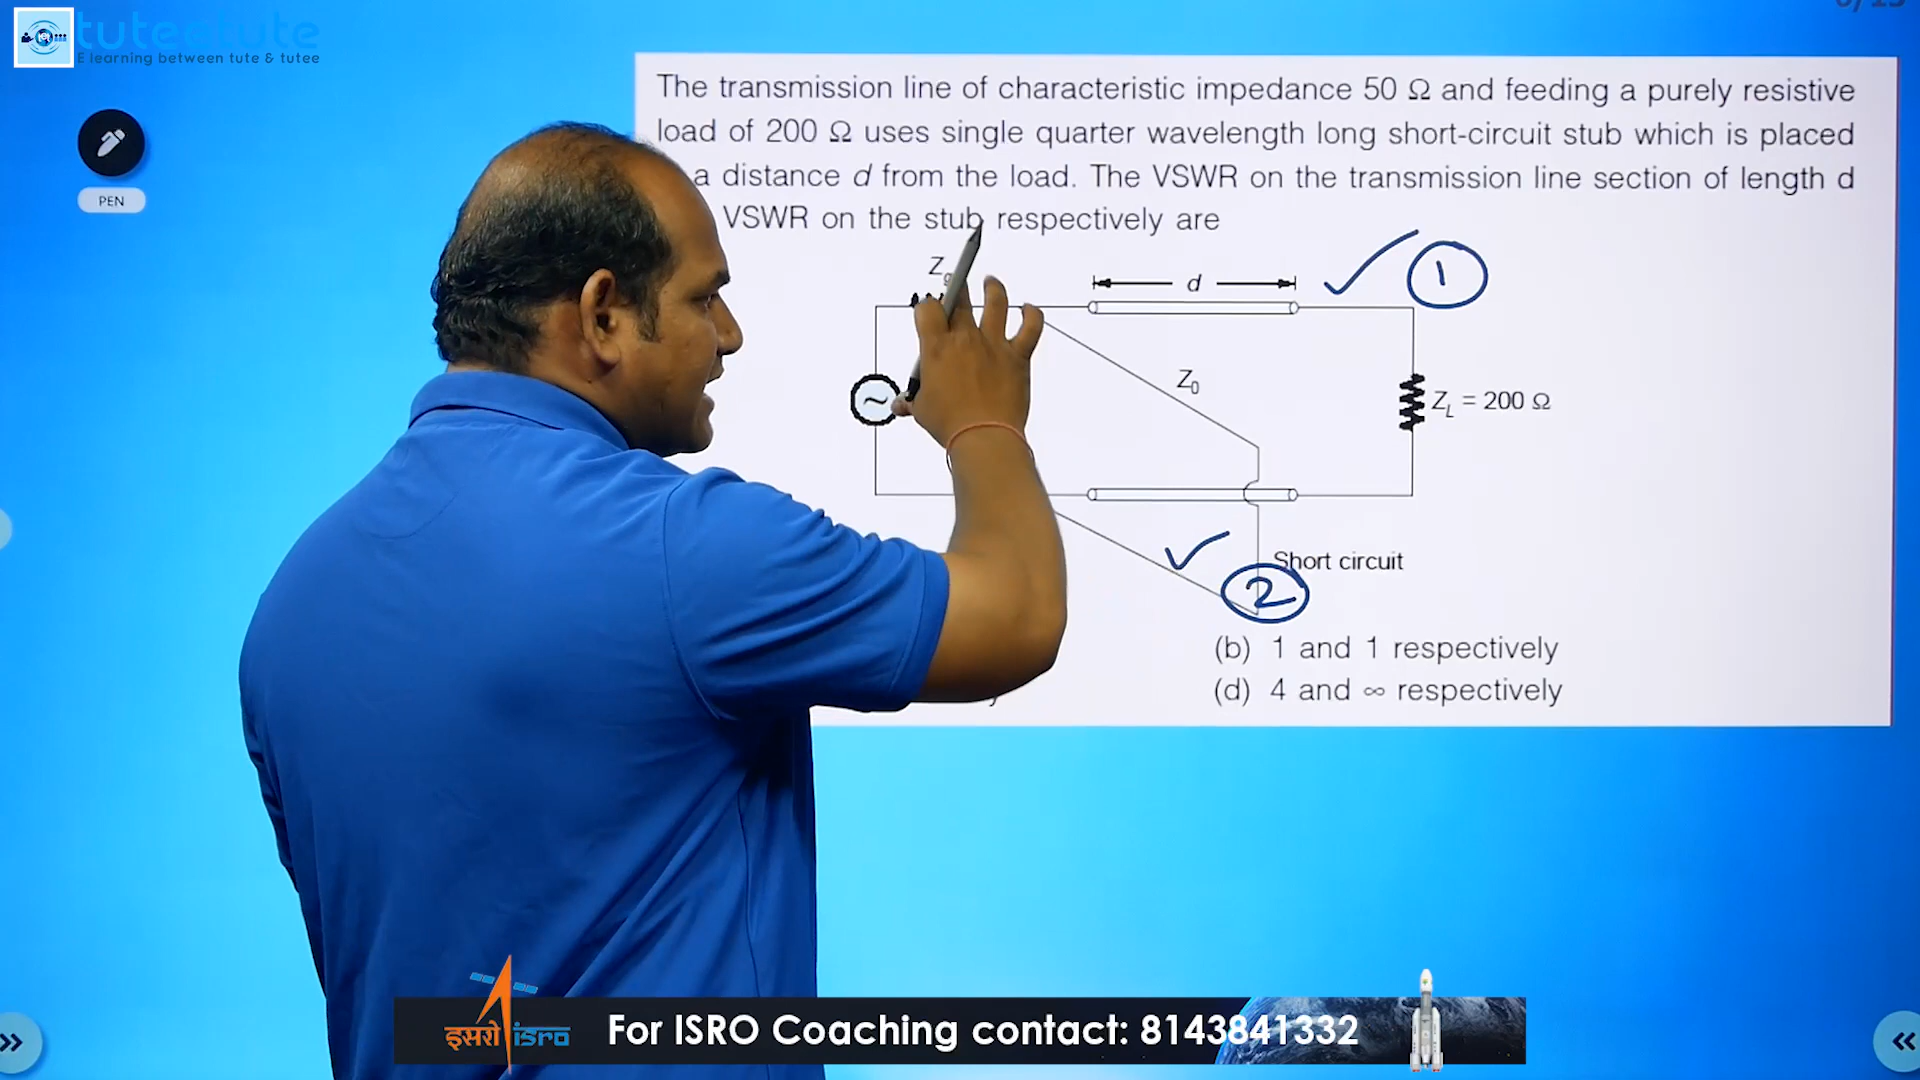 tuteetute
E learning between tute & tutee
PEN
The transmission line of characteristic impedance 50 Ω and feeding a purely resistive
load of 200 Ω uses single quarter wavelength long short-circuit stub which is placed
a distance d from the load. The VSWR on the transmission line section of length d
VSWR on the stub respectively are
d
1
Z₀
Z_L = 200 Ω
Short circuit
2
(b) 1 and 1 respectively
(d) 4 and ∞ respectively
इसरो isro
For ISRO Coaching contact: 8143841332